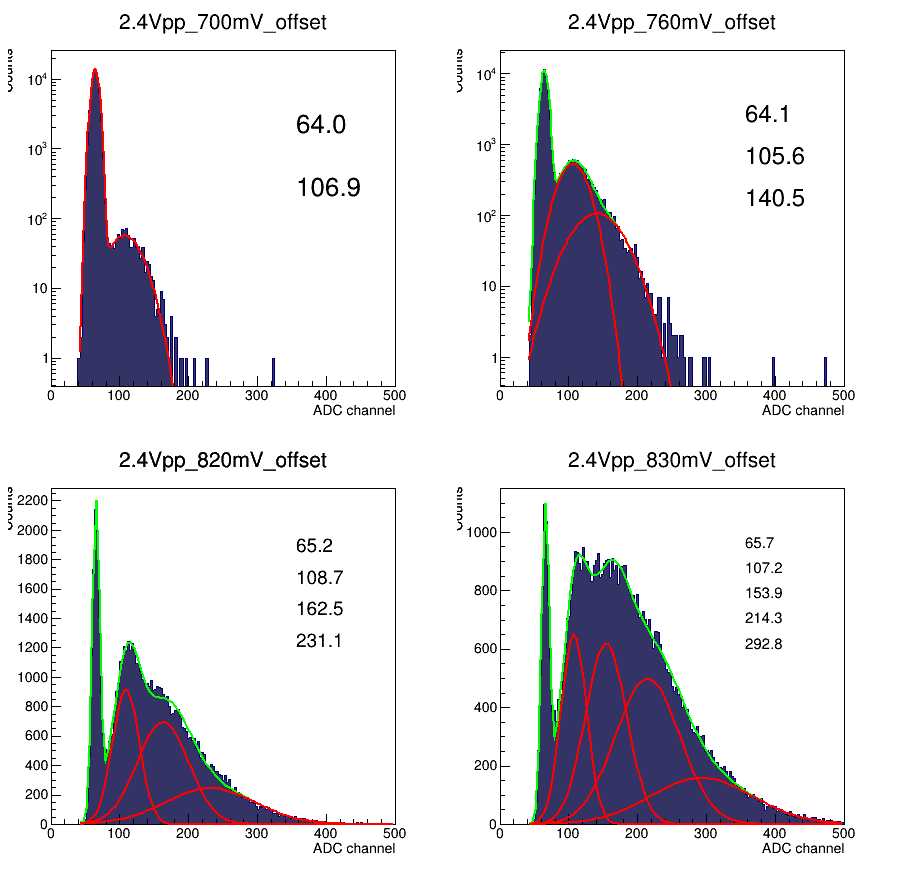 2.4Vpp_700mV_offset
Counts
10^4
10^3
10^2
10
1
64.0
106.9
0 100 200 300 400 500
ADC channel
2.4Vpp_760mV_offset
Counts
10^4
10^3
10^2
10
1
64.1
105.6
140.5
0 100 200 300 400 500
ADC channel
2.4Vpp_820mV_offset
Counts
2200
2000
1800
1600
1400
1200
1000
800
600
400
200
0
65.2
108.7
162.5
231.1
0 100 200 300 400 500
ADC channel
2.4Vpp_830mV_offset
Counts
1000
800
600
400
200
0
65.7
107.2
153.9
214.3
292.8
0 100 200 300 400 500
ADC channel